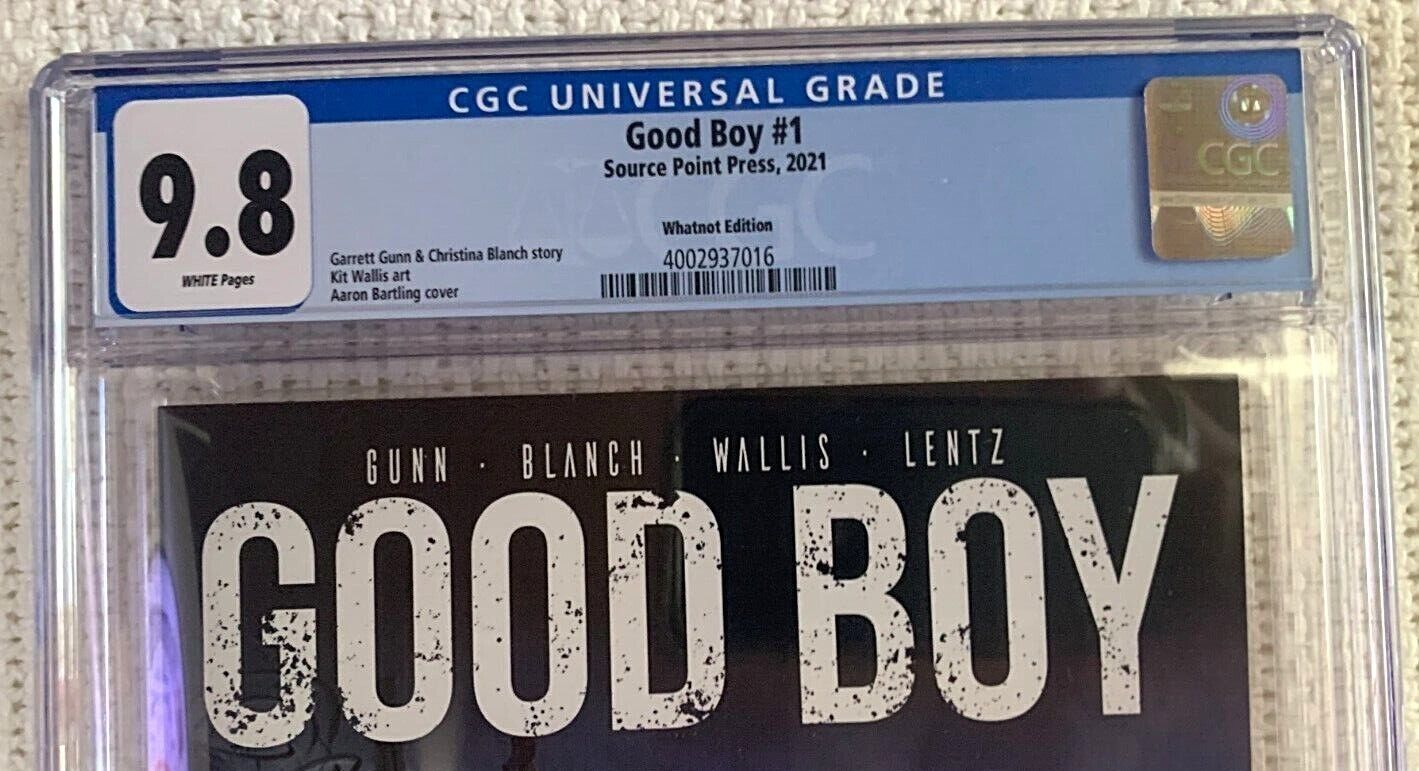 CGC UNIVERSAL GRADE
9.8
WHITE Pages
Good Boy #1
Source Point Press, 2021
Whatnot Edition
Garrett Gunn & Christina Blanch story
Kit Wallis art
Aaron Bartling cover
4002937016
CGC
CGC
GUNN · BLANCH · WALLIS · LENTZ
GOOD BOY